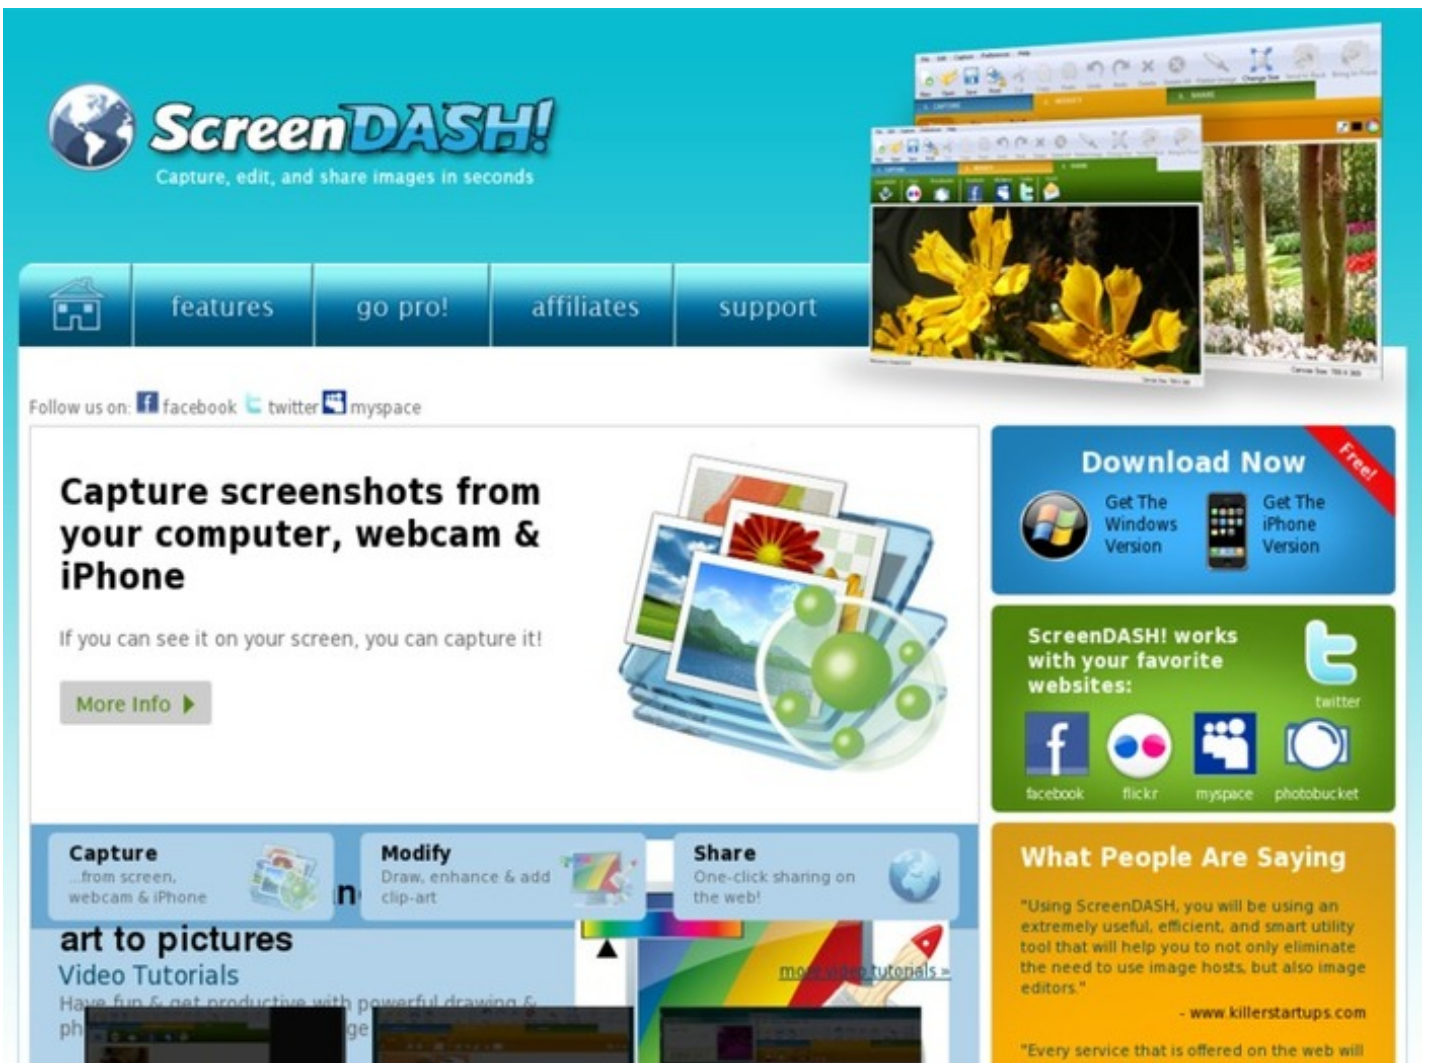 ScreenDASH!
Capture, edit, and share images in seconds
features
go pro!
affiliates
support
Follow us on: facebook twitter myspace
Capture screenshots from
your computer, webcam &
iPhone
If you can see it on your screen, you can capture it!
More Info
Capture
...from screen,
webcam & iPhone
Modify
Draw, enhance & add
clip-art
Share
One-click sharing on
the web!
art to pictures
Video Tutorials
more video tutorials »
Have fun & get productive with powerful drawing &
Download Now
Free!
Get The
Windows
Version
Get The
iPhone
Version
ScreenDASH! works
with your favorite
websites:
twitter
facebook
flickr
myspace
photobucket
What People Are Saying
"Using ScreenDASH, you will be using an
extremely useful, efficient, and smart utility
tool that will help you to not only eliminate
the need to use image hosts, but also image
editors."
- www.killerstartups.com
"Every service that is offered on the web will